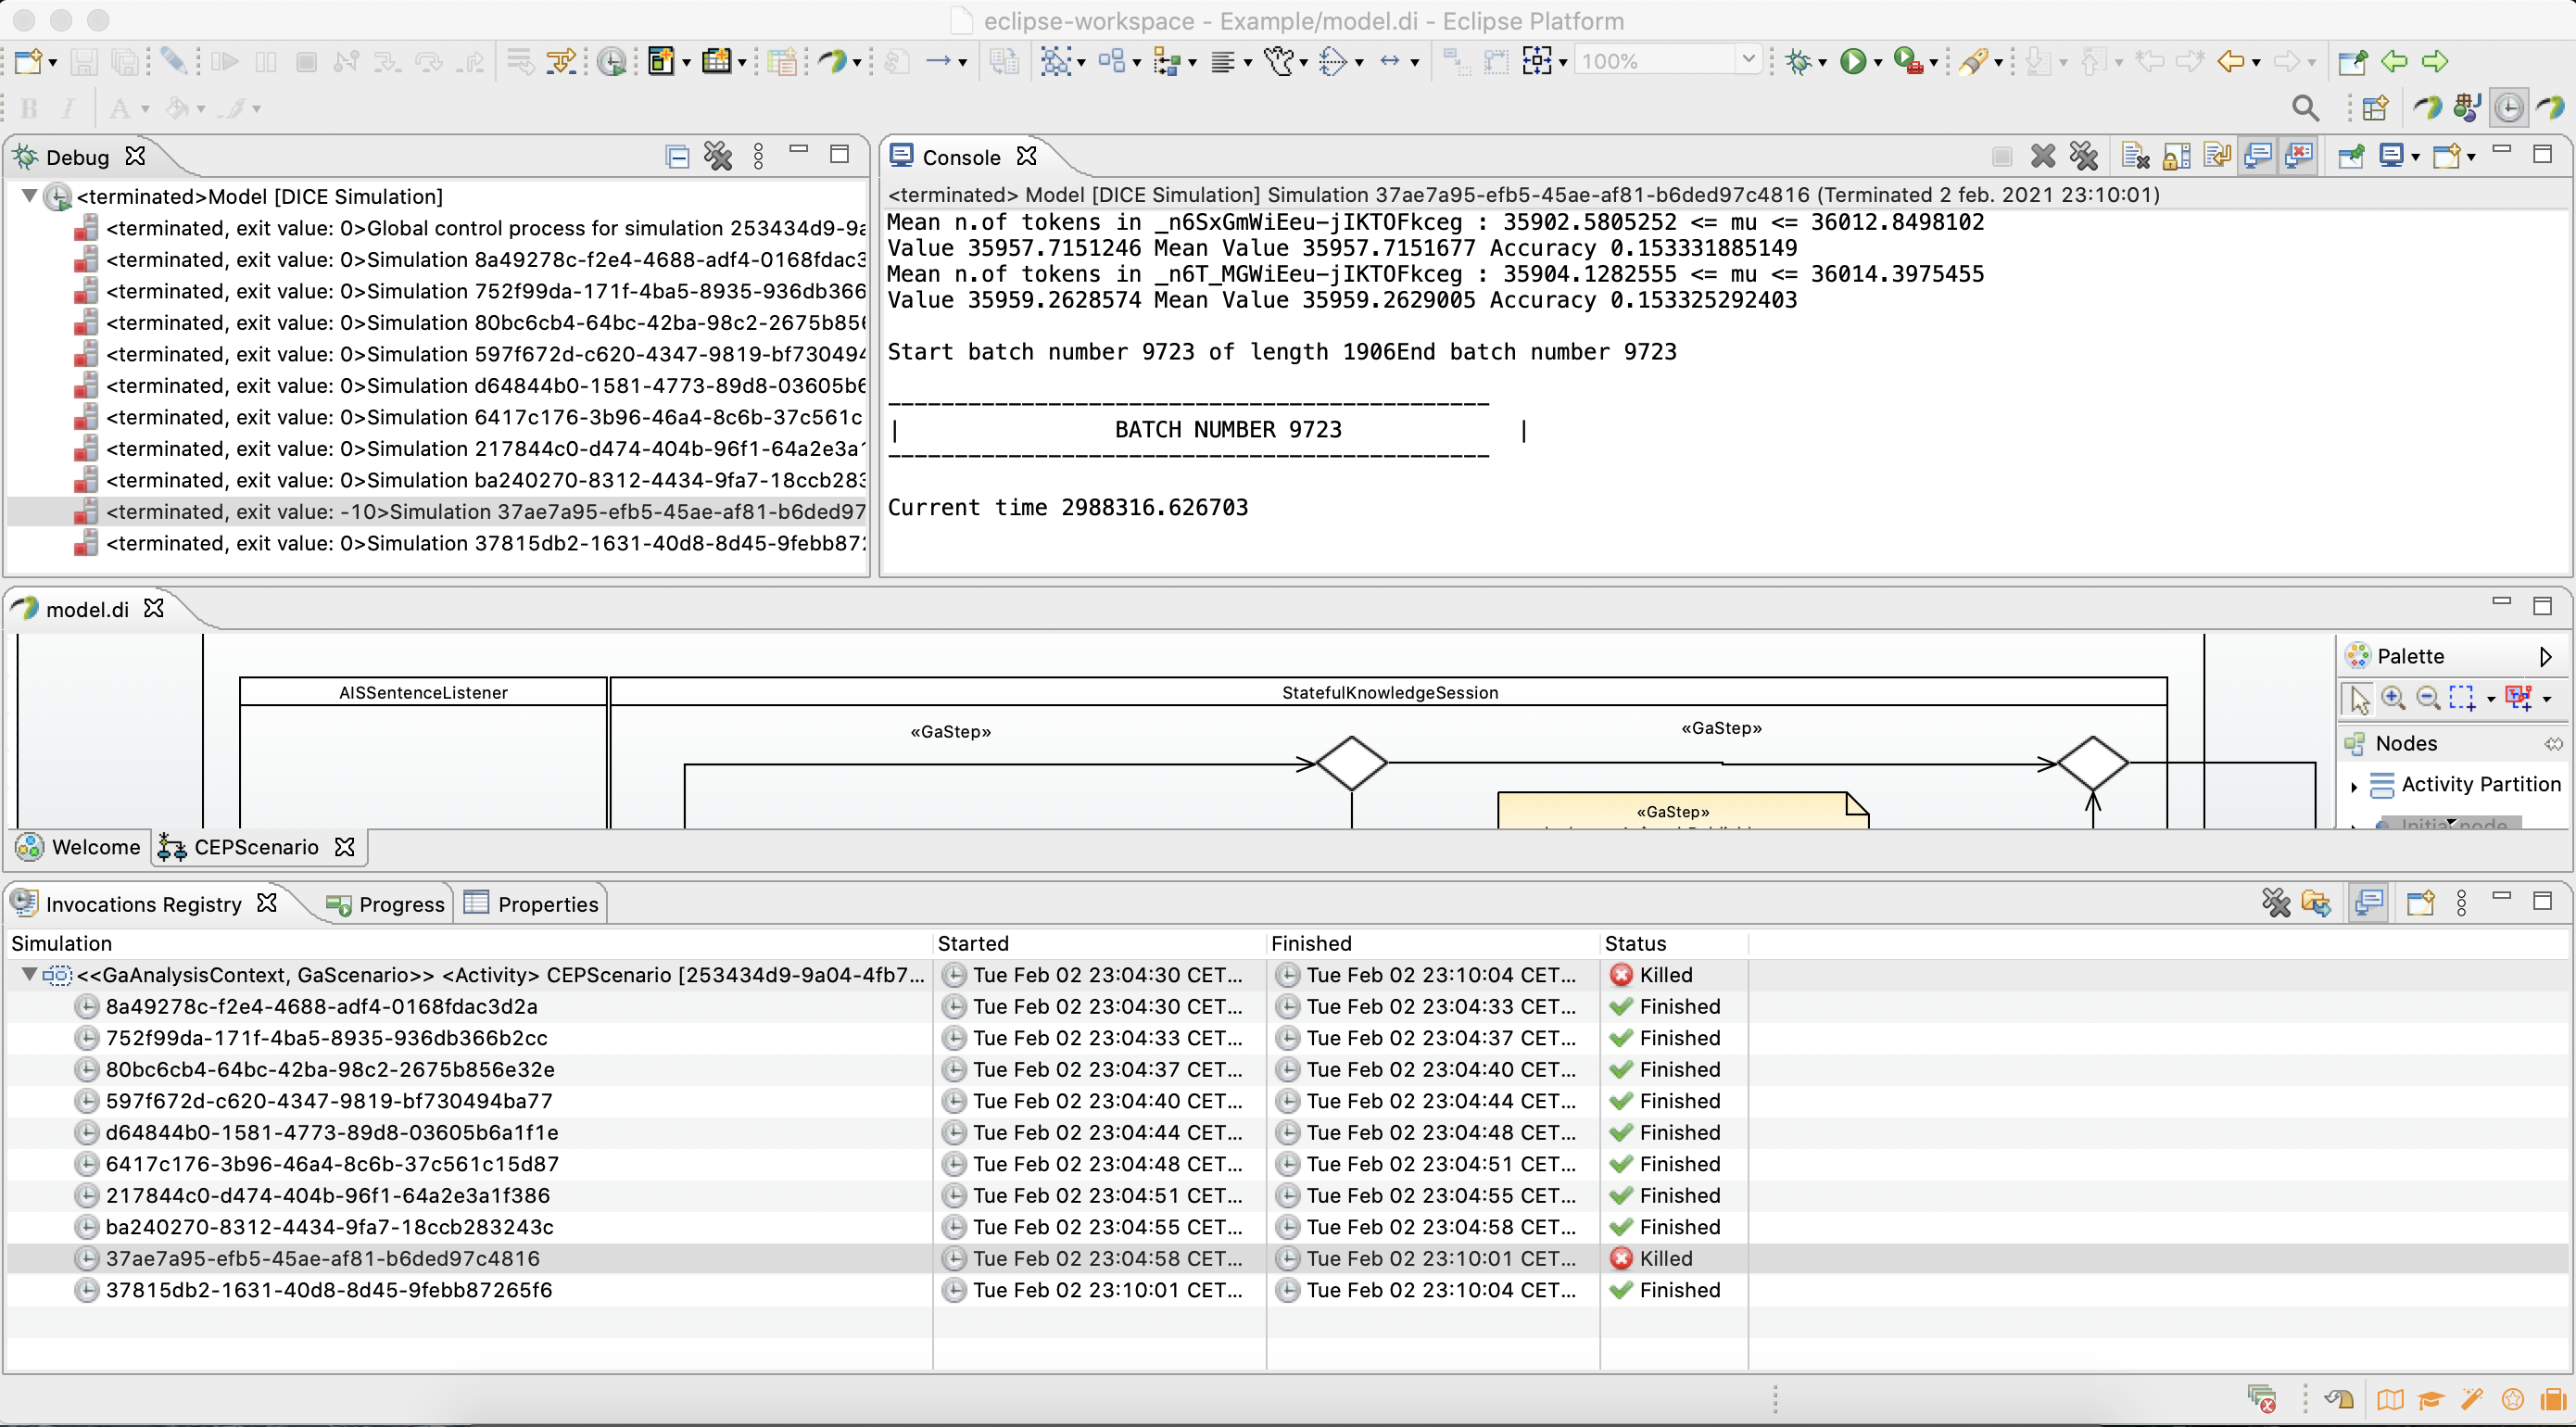 eclipse-workspace - Example/model.di - Eclipse Platform
100%
B I A
Debug
<terminated>Model [DICE Simulation]
<terminated, exit value: 0>Global control process for simulation 253434d9-9a
<terminated, exit value: 0>Simulation 8a49278c-f2e4-4688-adf4-0168fdac3
<terminated, exit value: 0>Simulation 752f99da-171f-4ba5-8935-936db366
<terminated, exit value: 0>Simulation 80bc6cb4-64bc-42ba-98c2-2675b856
<terminated, exit value: 0>Simulation 597f672d-c620-4347-9819-bf730494
<terminated, exit value: 0>Simulation d64844b0-1581-4773-89d8-03605b6
<terminated, exit value: 0>Simulation 6417c176-3b96-46a4-8c6b-37c561c
<terminated, exit value: 0>Simulation 217844c0-d474-404b-96f1-64a2e3a1
<terminated, exit value: 0>Simulation ba240270-8312-4434-9fa7-18ccb283
<terminated, exit value: -10>Simulation 37ae7a95-efb5-45ae-af81-b6ded97
<terminated, exit value: 0>Simulation 37815db2-1631-40d8-8d45-9febb872
Console
<terminated> Model [DICE Simulation] Simulation 37ae7a95-efb5-45ae-af81-b6ded97c4816 (Terminated 2 feb. 2021 23:10:01)
Mean n.of tokens in _n6SxGmWiEeu-jIKTOFkceg : 35902.5805252 <= mu <= 36012.8498102
Value 35957.7151246 Mean Value 35957.7151677 Accuracy 0.153331885149
Mean n.of tokens in _n6T_MGWiEeu-jIKTOFkceg : 35904.1282555 <= mu <= 36014.3975455
Value 35959.2628574 Mean Value 35959.2629005 Accuracy 0.153325292403
Start batch number 9723 of length 1906End batch number 9723
_____________________________________________
| BATCH NUMBER 9723 |
_____________________________________________
Current time 2988316.626703
model.di
AISSentenceListener
StatefulKnowledgeSession
«GaStep»
«GaStep»
«GaStep»
Palette
Nodes
Activity Partition
Initial node
Welcome
CEPScenario
Invocations Registry
Progress
Properties
Simulation Started Finished Status
<<GaAnalysisContext, GaScenario>> <Activity> CEPScenario [253434d9-9a04-4fb7... Tue Feb 02 23:04:30 CET... Tue Feb 02 23:10:04 CET... Killed
8a49278c-f2e4-4688-adf4-0168fdac3d2a Tue Feb 02 23:04:30 CET... Tue Feb 02 23:04:33 CET... Finished
752f99da-171f-4ba5-8935-936db366b2cc Tue Feb 02 23:04:33 CET... Tue Feb 02 23:04:37 CET... Finished
80bc6cb4-64bc-42ba-98c2-2675b856e32e Tue Feb 02 23:04:37 CET... Tue Feb 02 23:04:40 CET... Finished
597f672d-c620-4347-9819-bf730494ba77 Tue Feb 02 23:04:40 CET... Tue Feb 02 23:04:44 CET... Finished
d64844b0-1581-4773-89d8-03605b6a1f1e Tue Feb 02 23:04:44 CET... Tue Feb 02 23:04:48 CET... Finished
6417c176-3b96-46a4-8c6b-37c561c15d87 Tue Feb 02 23:04:48 CET... Tue Feb 02 23:04:51 CET... Finished
217844c0-d474-404b-96f1-64a2e3a1f386 Tue Feb 02 23:04:51 CET... Tue Feb 02 23:04:55 CET... Finished
ba240270-8312-4434-9fa7-18ccb283243c Tue Feb 02 23:04:55 CET... Tue Feb 02 23:04:58 CET... Finished
37ae7a95-efb5-45ae-af81-b6ded97c4816 Tue Feb 02 23:04:58 CET... Tue Feb 02 23:10:01 CET... Killed
37815db2-1631-40d8-8d45-9febb87265f6 Tue Feb 02 23:10:01 CET... Tue Feb 02 23:10:04 CET... Finished